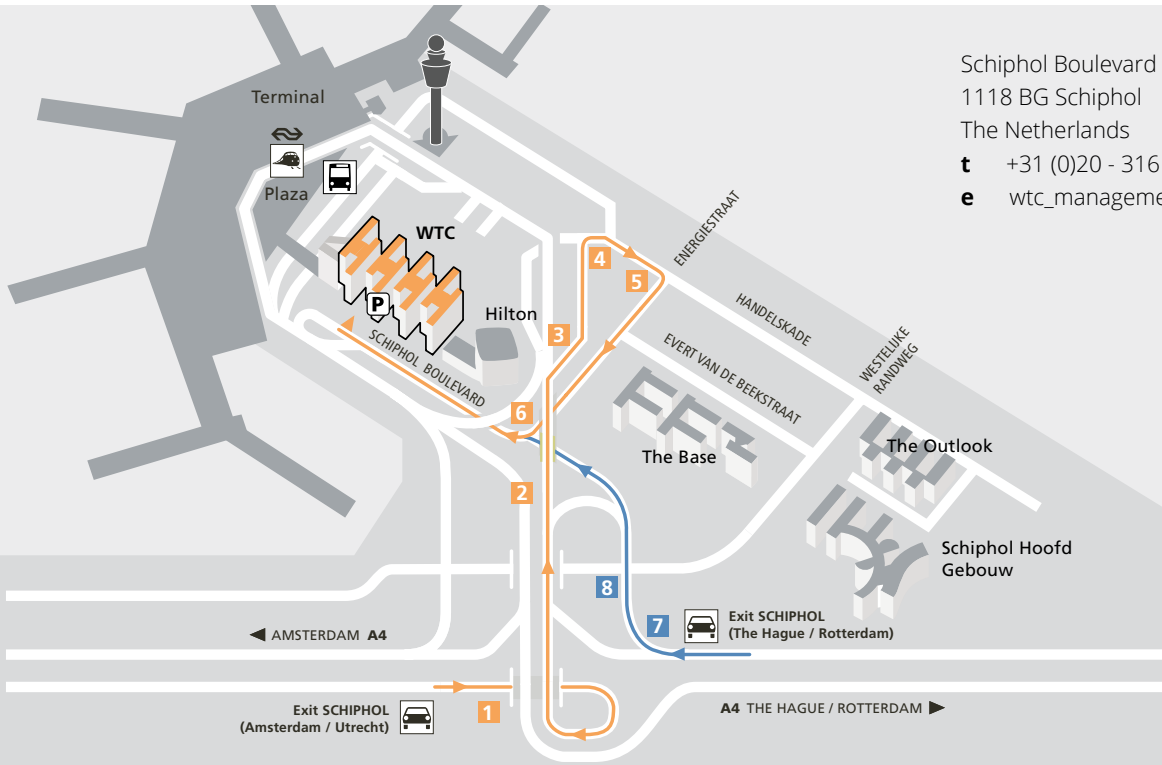 Schiphol Boulevard
1118 BG Schiphol
The Netherlands
t +31 (0)20 - 316
e wtc_manageme
Terminal
Plaza
WTC
P
Hilton
SCHIPHOL BOULEVARD
ENERGIESTRAAT
HANDELSKADE
EVERT VAN DE BEEKSTRAAT
WESTELIJKE
RANDWEG
4
5
3
6
2
The Base
The Outlook
Schiphol Hoofd
Gebouw
8
7
Exit SCHIPHOL
(The Hague / Rotterdam)
AMSTERDAM A4
1
Exit SCHIPHOL
(Amsterdam / Utrecht)
A4 THE HAGUE / ROTTERDAM